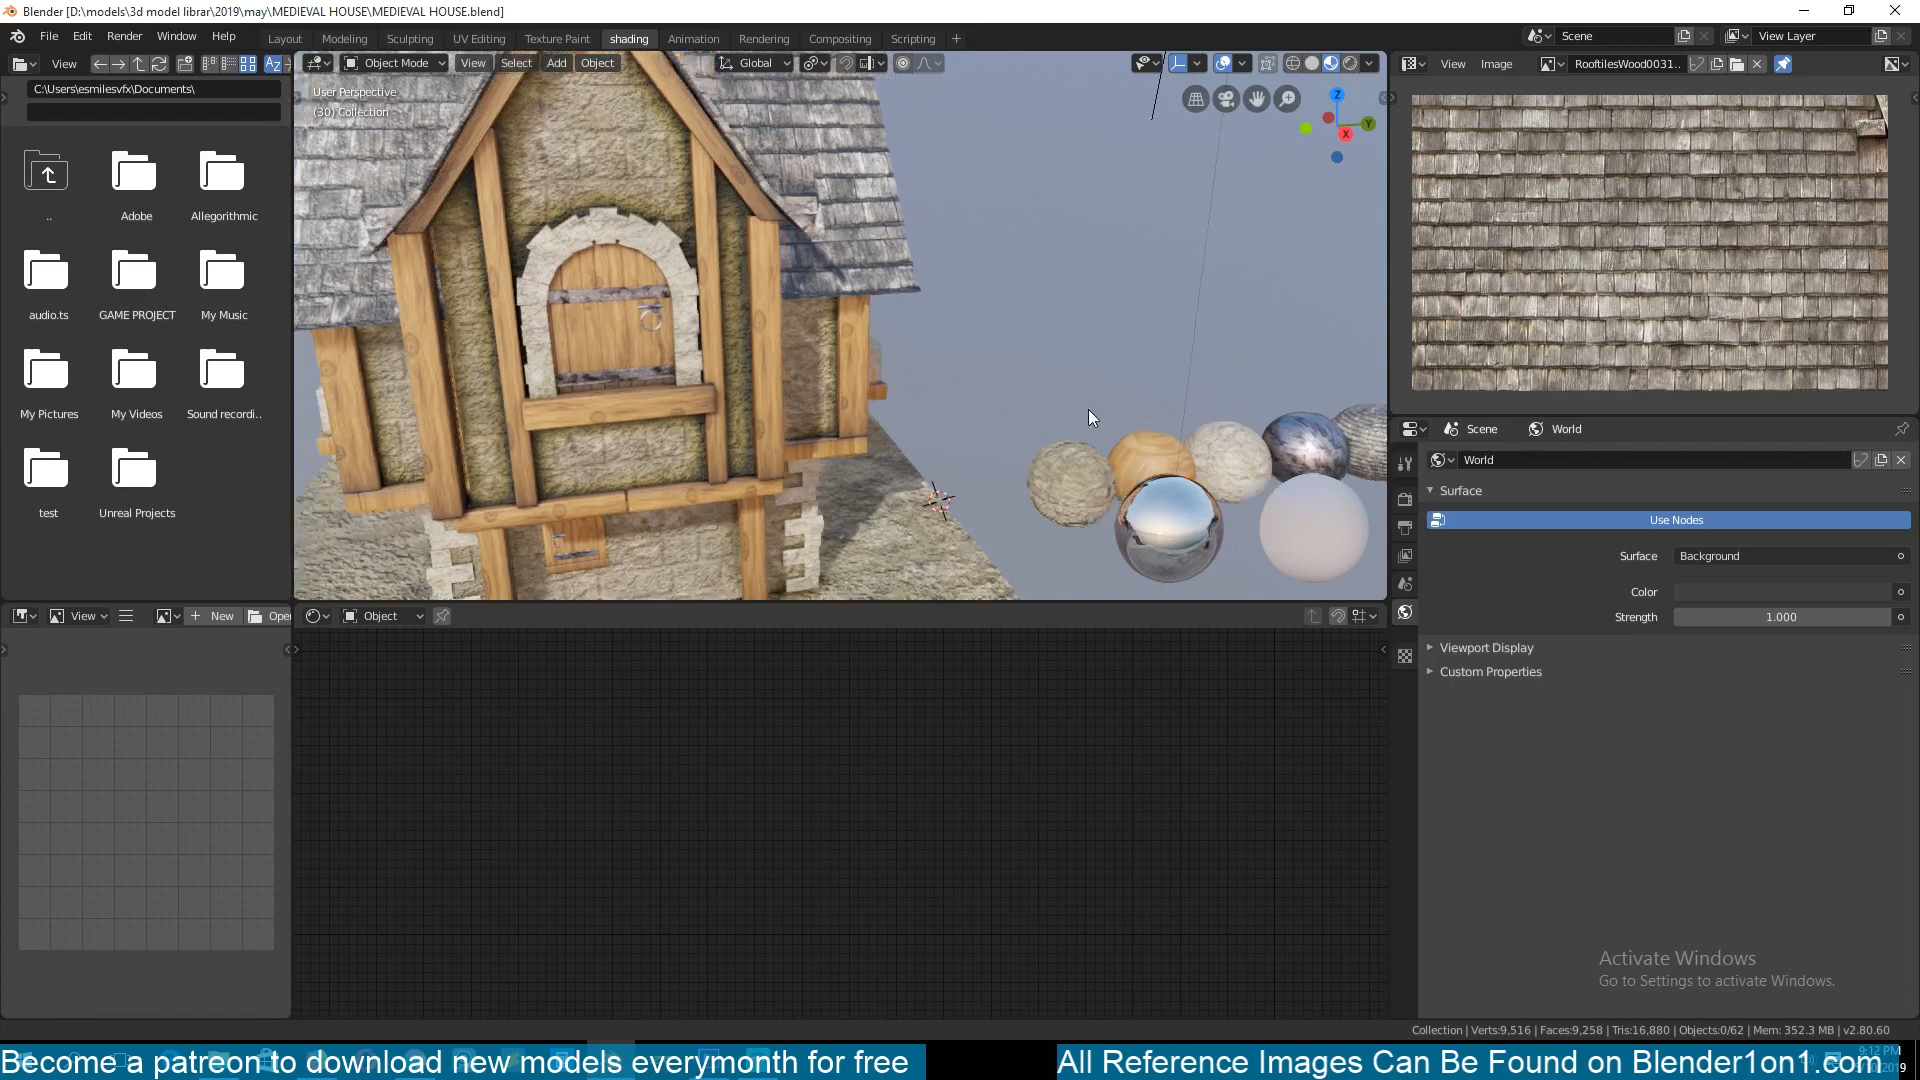 Blender [D:\models\3d model librar\2019\may\MEDIEVAL HOUSE\MEDIEVAL HOUSE.blend]
File Edit Render Window Help
Layout Modeling Sculpting UV Editing Texture Paint shading Animation Rendering Compositing Scripting +
Scene
View Layer
View
Object Mode View Select Add Object
Global
View Image RooftilesWood0031..
C:\Users\esmilesvfx\Documents\
User Perspective
(30) Collection
Z
Y
X
.. Adobe Allegorithmic
audio.ts GAME PROJECT My Music
My Pictures My Videos Sound recordi..
test Unreal Projects
Scene World
World
Surface
Use Nodes
Surface Background
Color
Strength 1.000
Viewport Display
Custom Properties
View + New Ope
Object
Activate Windows
Go to Settings to activate Windows.
Collection | Verts:9,516 | Faces:9,258 | Tris:16,880 | Objects:0/62 | Mem: 352.3 MB | v2.80.60
Become a patreon to download new models everymonth for free
All Reference Images Can Be Found on Blender1on1.com
9:12 PM